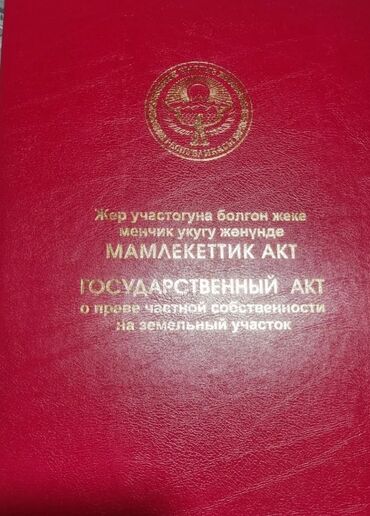 Жер участогуна болгон жеке
менчик укугу жөнүндө
МАМЛЕКЕТТИК АКТ
ГОСУДАРСТВЕННЫЙ АКТ
о праве частной собственности
на земельный участок